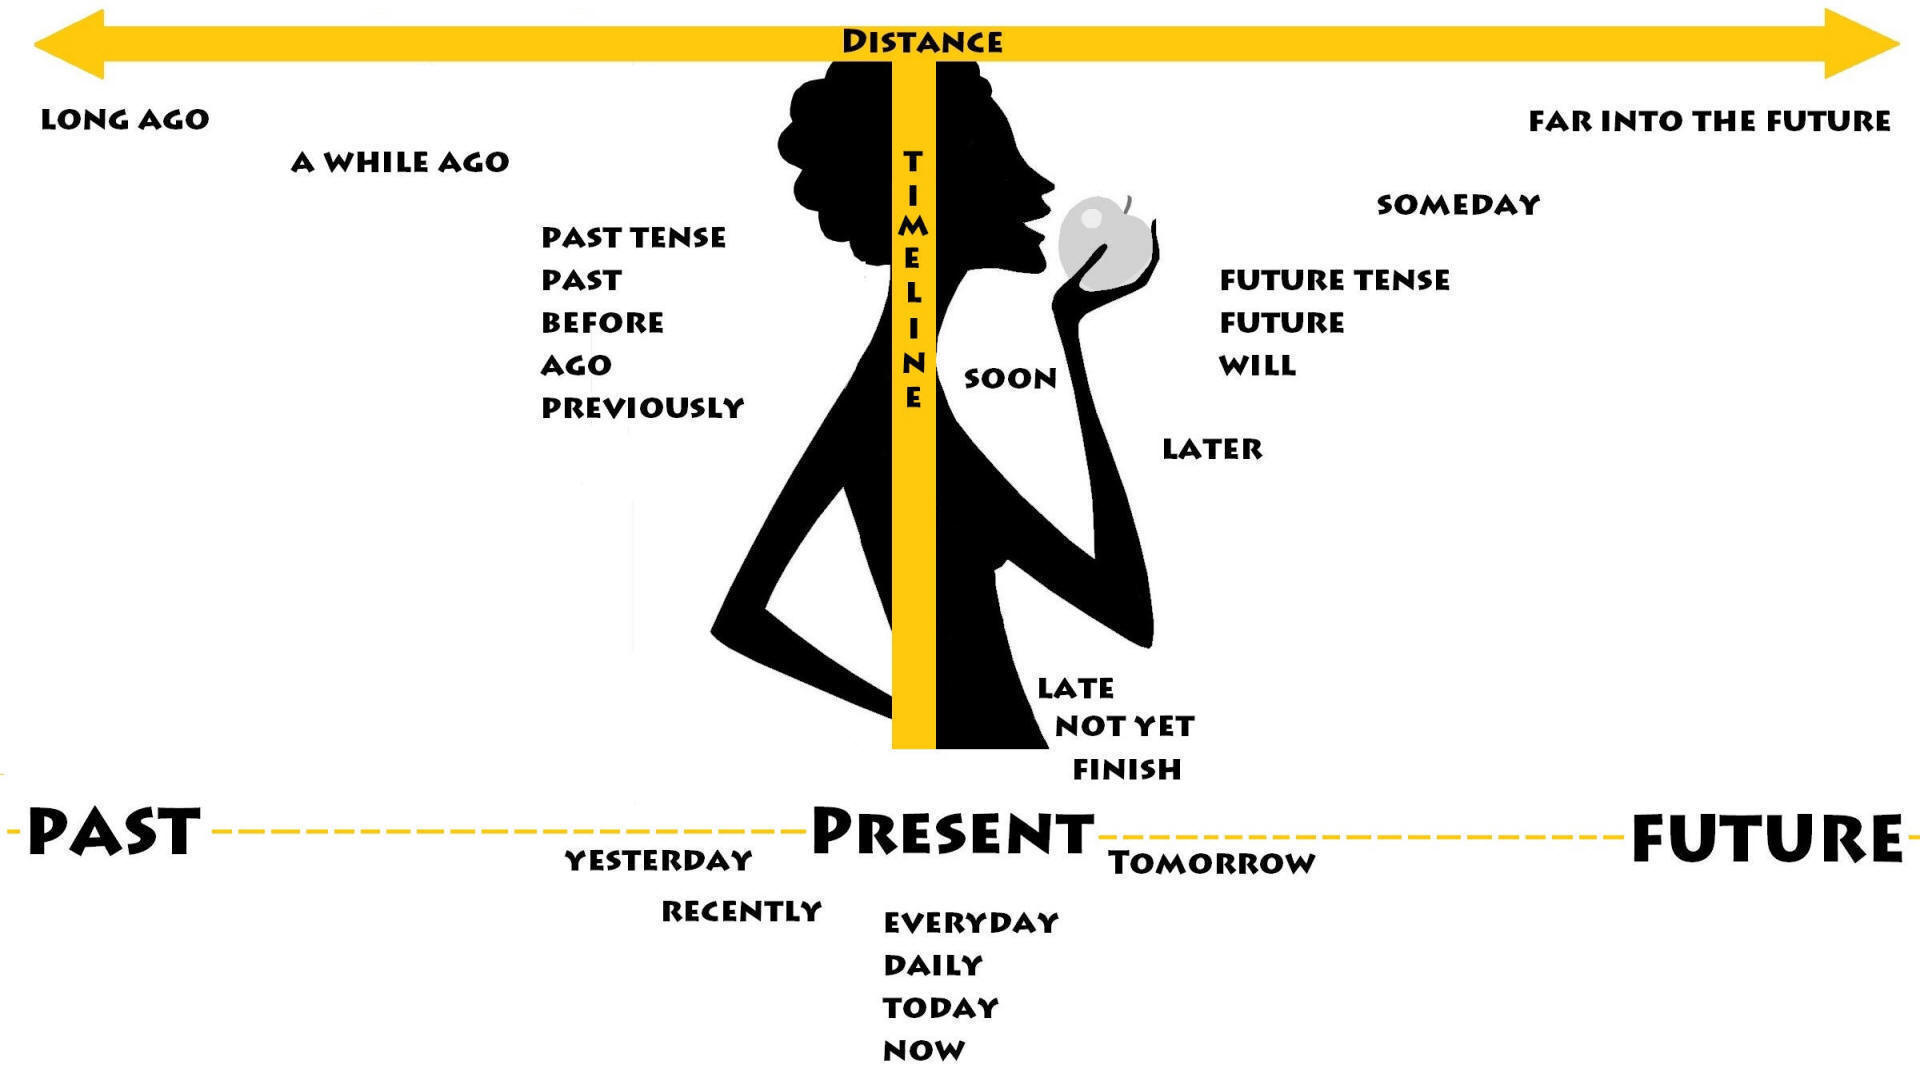 DISTANCE
LONG AGO
FAR INTO THE FUTURE
A WHILE AGO
TIMELINE
SOMEDAY
PAST TENSE
PAST
BEFORE
AGO
PREVIOUSLY
FUTURE TENSE
FUTURE
WILL
SOON
LATER
LATE
NOT YET
FINISH
PAST
PRESENT
FUTURE
YESTERDAY
TOMORROW
RECENTLY
EVERYDAY
DAILY
TODAY
NOW